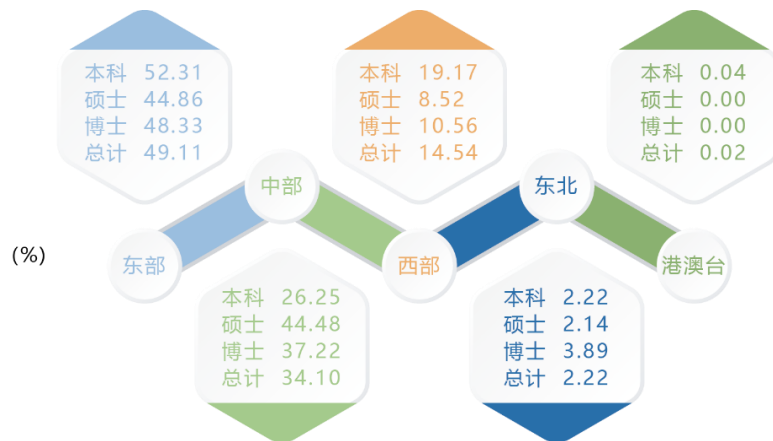 本科 52.31
硕士 44.86
博士 48.33
总计 49.11
本科 19.17
硕士 8.52
博士 10.56
总计 14.54
本科 0.04
硕士 0.00
博士 0.00
总计 0.02
中部
东北
(%)
东部
西部
港澳台
本科 26.25
硕士 44.48
博士 37.22
总计 34.10
本科 2.22
硕士 2.14
博士 3.89
总计 2.22